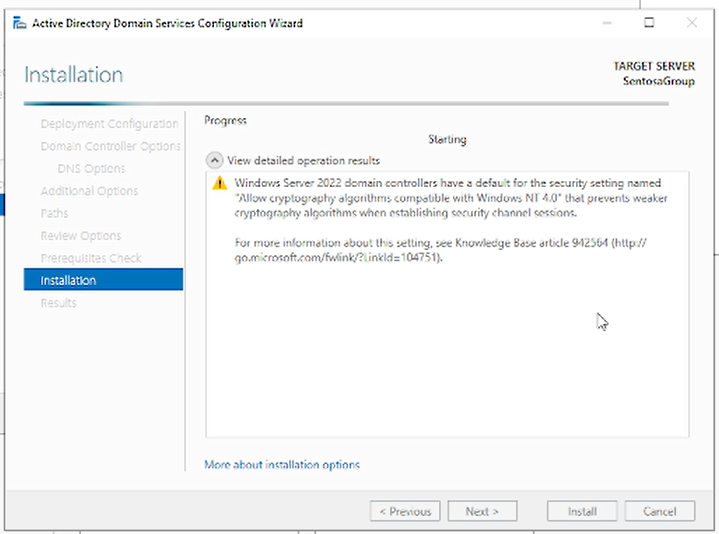 Active Directory Domain Services Configuration Wizard
Installation
TARGET SERVER
SentosaGroup
Deployment Configuration
Domain Controller Options
DNS Options
Additional Options
Paths
Review Options
Prerequisites Check
Installation
Results
Progress
Starting
View detailed operation results
Windows Server 2022 domain controllers have a default for the security setting named
"Allow cryptography algorithms compatible with Windows NT 4.0" that prevents weaker
cryptography algorithms when establishing security channel sessions.
For more information about this setting, see Knowledge Base article 942564 (http://
go.microsoft.com/fwlink/?LinkId=104751).
More about installation options
< Previous
Next >
Install
Cancel